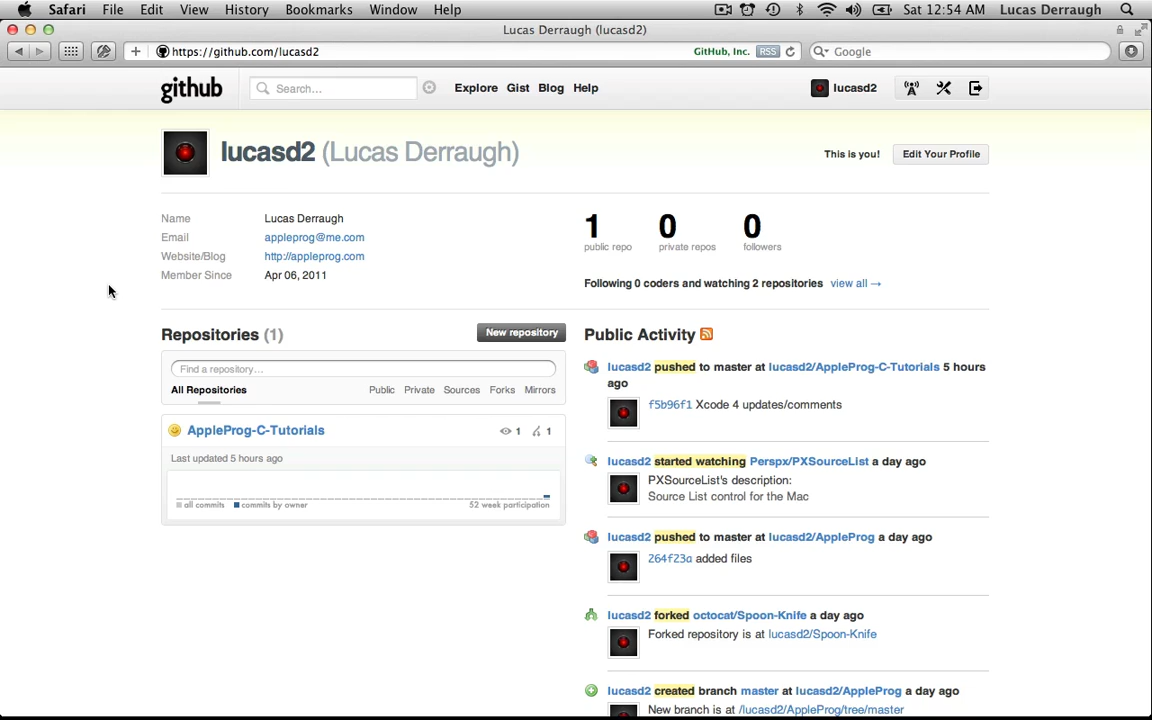 Safari File Edit View History Bookmarks Window Help Sat 12:54 AM Lucas Derraugh
Lucas Derraugh (lucasd2)
https://github.com/lucasd2 GitHub, Inc. RSS Google
github Search... Explore Gist Blog Help lucasd2
lucasd2 (Lucas Derraugh) This is you! Edit Your Profile
Name Lucas Derraugh
Email appleprog@me.com
Website/Blog http://appleprog.com
Member Since Apr 06, 2011
1 0 0
public repo private repos followers
Following 0 coders and watching 2 repositories view all →
Repositories (1) New repository
Find a repository...
All Repositories Public Private Sources Forks Mirrors
AppleProg-C-Tutorials 1 1
Last updated 5 hours ago
all commits commits by owner 52 week participation
Public Activity
lucasd2 pushed to master at lucasd2/AppleProg-C-Tutorials 5 hours
ago
f5b96f1 Xcode 4 updates/comments
lucasd2 started watching Perspx/PXSourceList a day ago
PXSourceList's description:
Source List control for the Mac
lucasd2 pushed to master at lucasd2/AppleProg a day ago
264f23a added files
lucasd2 forked octocat/Spoon-Knife a day ago
Forked repository is at lucasd2/Spoon-Knife
lucasd2 created branch master at lucasd2/AppleProg a day ago
New branch is at /lucasd2/AppleProg/tree/master